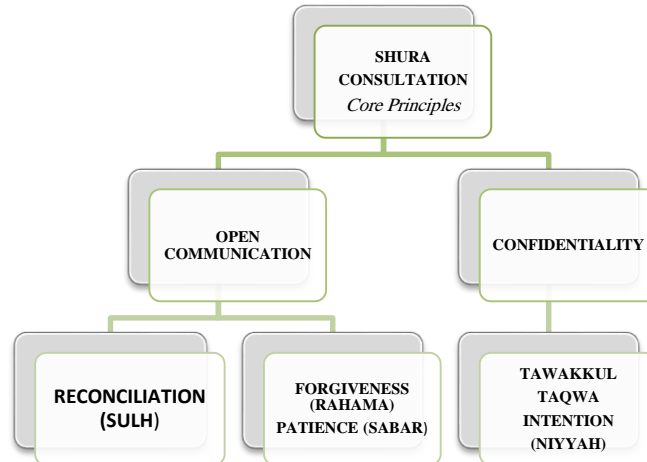 SHURA
CONSULTATION
Core Principles
OPEN
COMMUNICATION
CONFIDENTIALITY
RECONCILIATION
(SULH)
FORGIVENESS
(RAHAMA)
PATIENCE (SABAR)
TAWAKKUL
TAQWA
INTENTION
(NIYYAH)